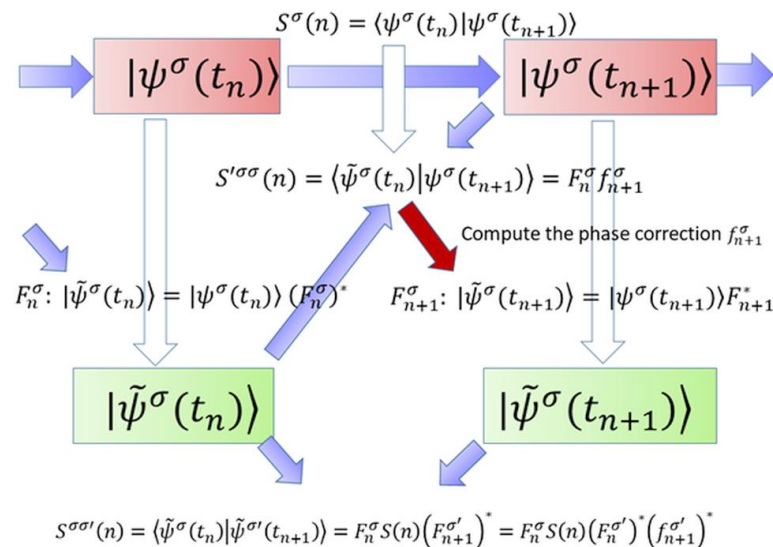 S^σ(n) = ⟨ψ^σ(t_n)|ψ^σ(t_{n+1})⟩
|ψ^σ(t_n)⟩
|ψ^σ(t_{n+1})⟩
S'^{σσ}(n) = ⟨ψ̃^σ(t_n)|ψ^σ(t_{n+1})⟩ = F_n^σ f_{n+1}^σ
Compute the phase correction f_{n+1}^σ
F_n^σ: |ψ̃^σ(t_n)⟩ = |ψ^σ(t_n)⟩ (F_n^σ)^*
F_{n+1}^σ: |ψ̃^σ(t_{n+1})⟩ = |ψ^σ(t_{n+1})⟩F_{n+1}^*
|ψ̃^σ(t_n)⟩
|ψ̃^σ(t_{n+1})⟩
S^{σσ'}(n) = ⟨ψ̃^σ(t_n)|ψ̃^{σ'}(t_{n+1})⟩ = F_n^σ S(n)(F_{n+1}^{σ'})^* = F_n^σ S(n)(F_n^{σ'})^*(f_{n+1}^{σ'})^*